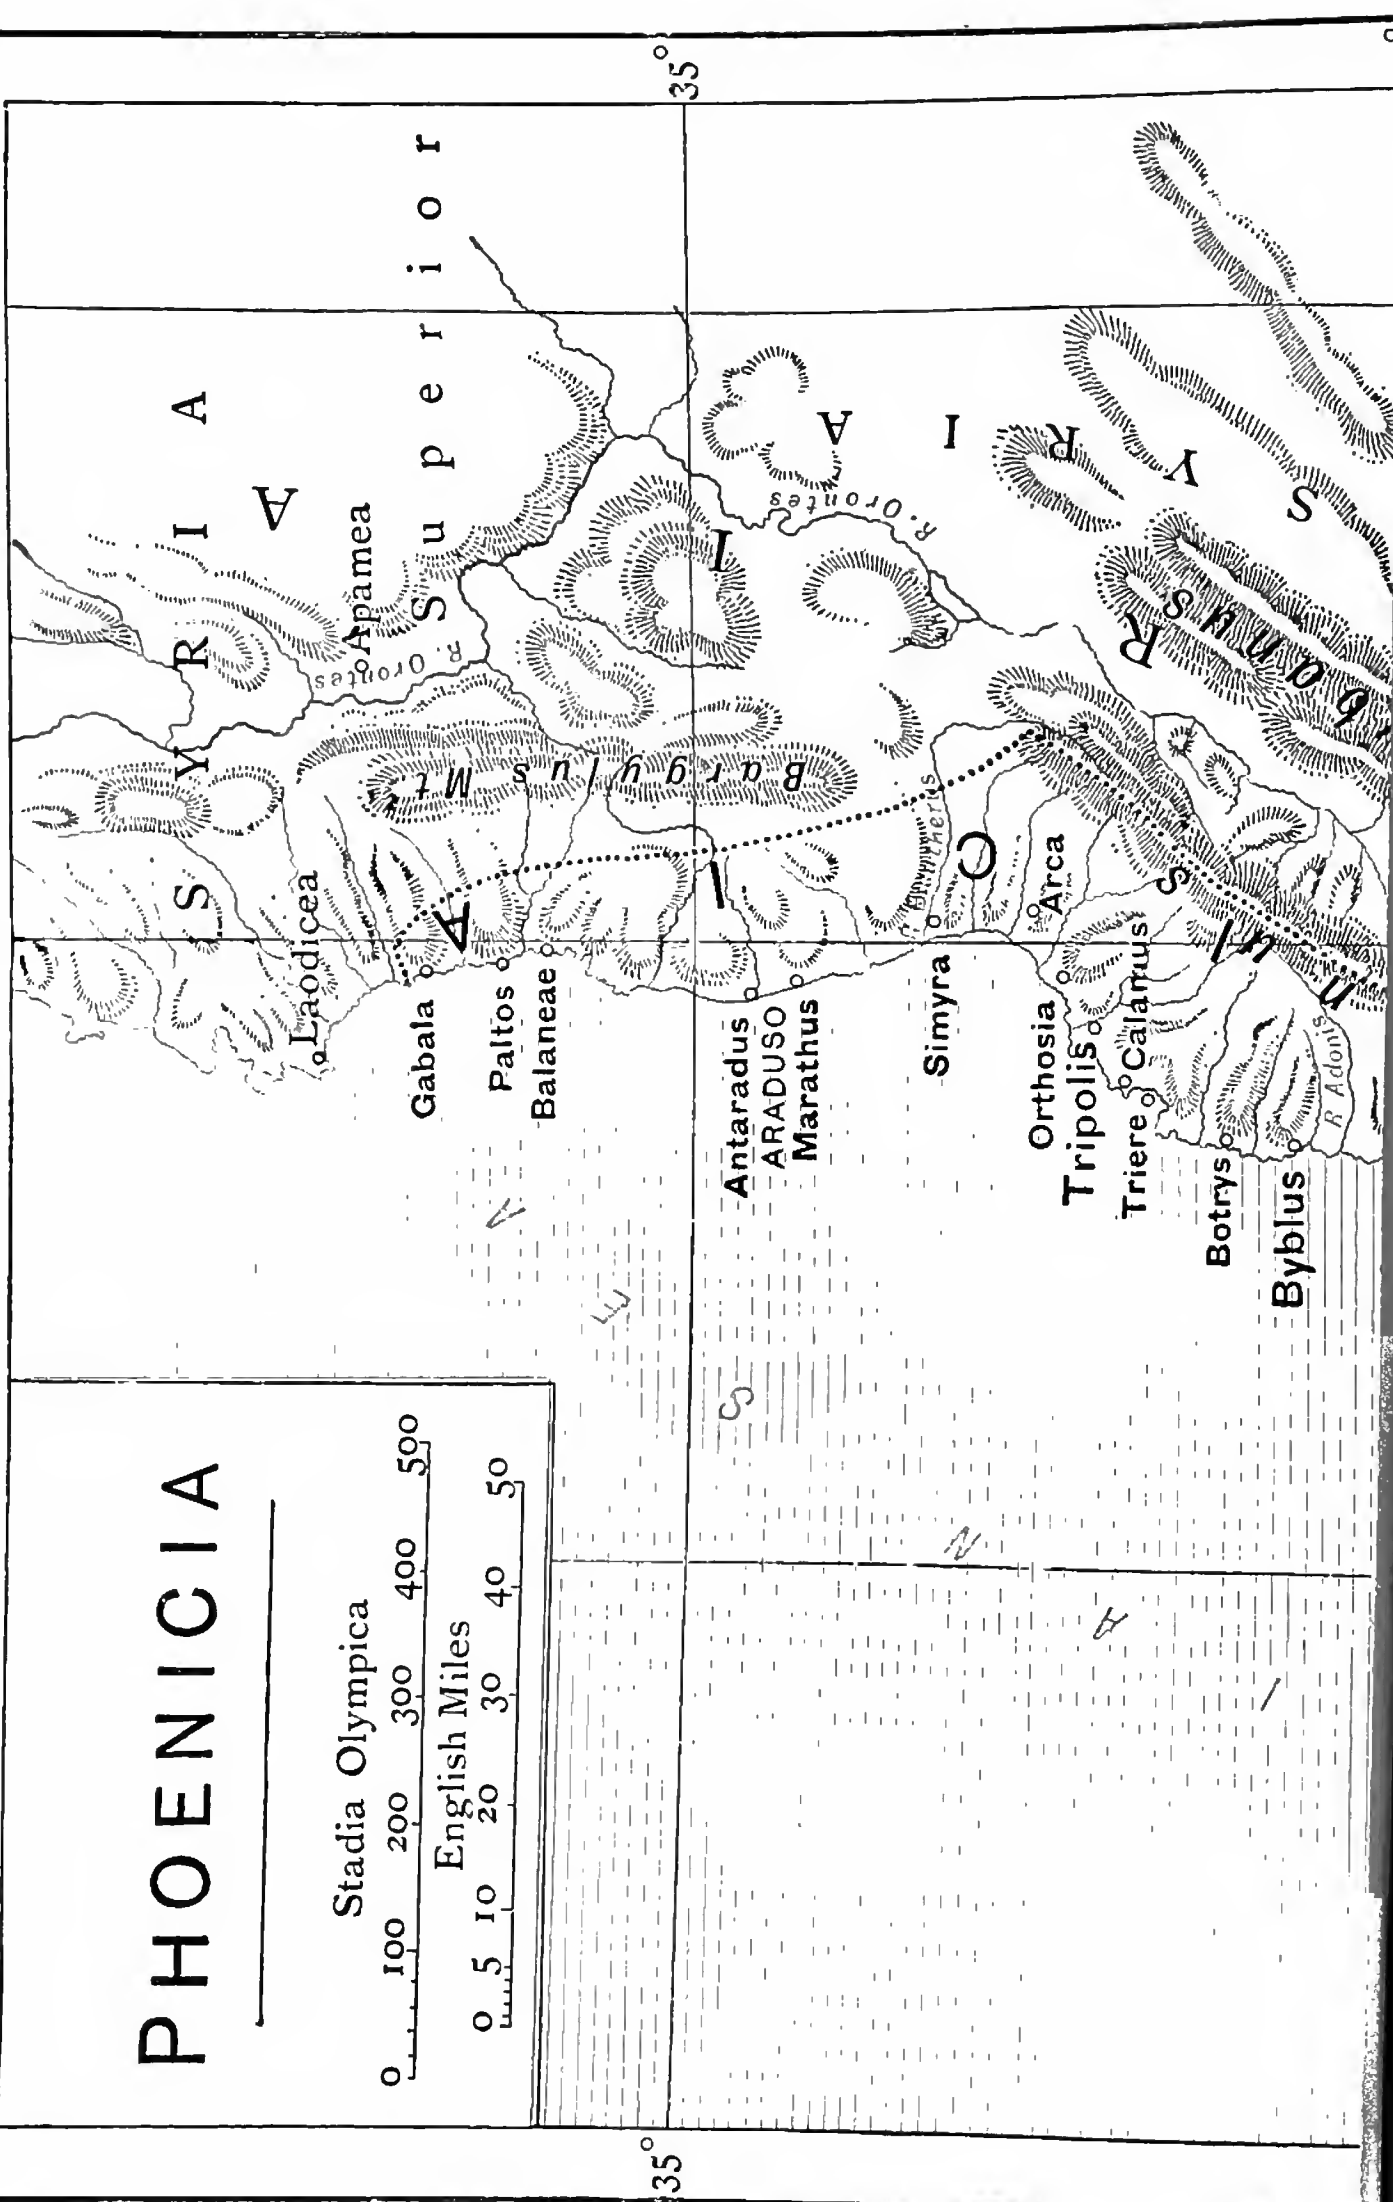 PHOENICIA
Stadia Olympica
0 100 200 300 400 500
English Miles
0 5 10 20 30 40 50
35°
35°
SYRIA
Superior
A
I
R
Apamea
R. Orontes
Laodicea
Mt Bargylus
A
I
C
Gabala
Paltos
Balaneae
Antaradus
ARADUS
Marathus
Simyra
Arca
Orthosia
Tripolis
Calamus
Triere
Botrys
Byblus
R Adonis
R. Orontes
SYRIA